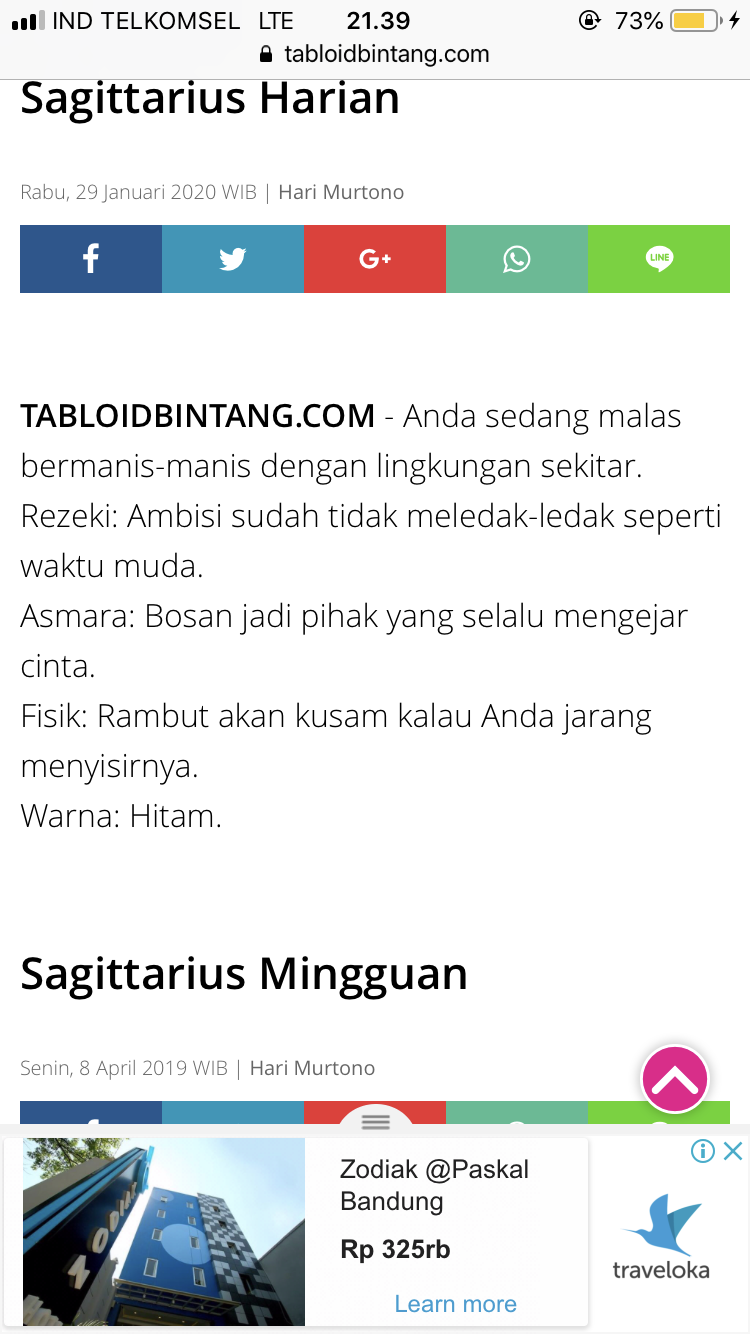 IND TELKOMSEL LTE 21.39 73%
tabloidbintang.com
Sagittarius Harian
Rabu, 29 Januari 2020 WIB | Hari Murtono
f G+ LINE
TABLOIDBINTANG.COM - Anda sedang malas
bermanis-manis dengan lingkungan sekitar.
Rezeki: Ambisi sudah tidak meledak-ledak seperti
waktu muda.
Asmara: Bosan jadi pihak yang selalu mengejar
cinta.
Fisik: Rambut akan kusam kalau Anda jarang
menyisirnya.
Warna: Hitam.
Sagittarius Mingguan
Senin, 8 April 2019 WIB | Hari Murtono
ZODIAK
Zodiak @Paskal
Bandung
Rp 325rb
Learn more
traveloka